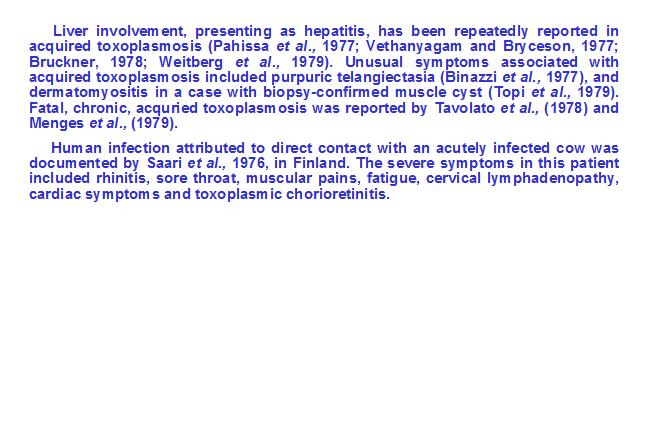 Liver involvement, presenting as hepatitis, has been repeatedly reported in
acquired toxoplasmosis (Pahissa et al., 1977; Vethanyagam and Bryceson, 1977;
Bruckner, 1978; Weitberg et al., 1979). Unusual symptoms associated with
acquired toxoplasmosis included purpuric telangiectasia (Binazzi et al., 1977), and
dermatomyositis in a case with biopsy-confirmed muscle cyst (Topi et al., 1979).
Fatal, chronic, acquried toxoplasmosis was reported by Tavolato et al., (1978) and
Menges et al., (1979).
Human infection attributed to direct contact with an acutely infected cow was
documented by Saari et al., 1976, in Finland. The severe symptoms in this patient
included rhinitis, sore throat, muscular pains, fatigue, cervical lymphadenopathy,
cardiac symptoms and toxoplasmic chorioretinitis.